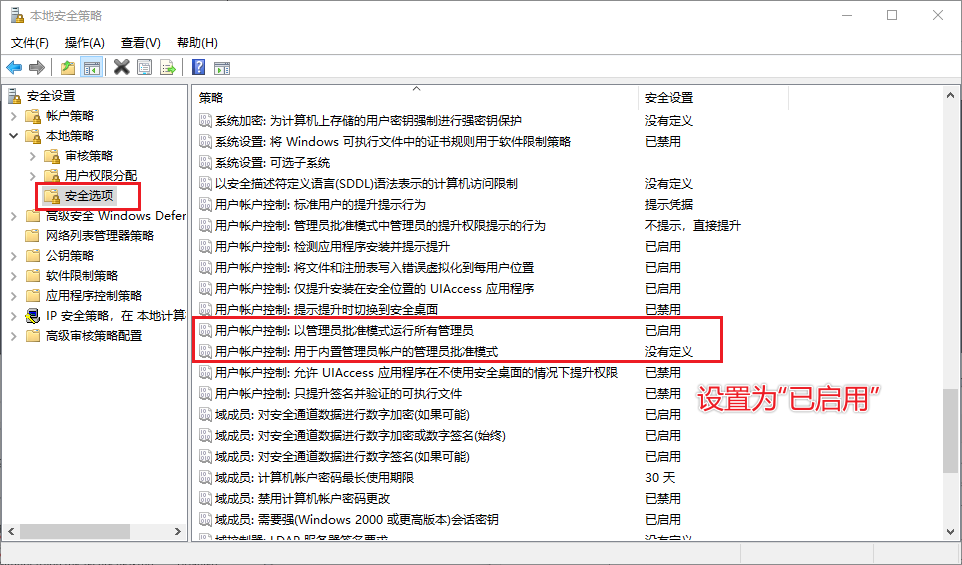 本地安全策略
文件(F) 操作(A) 查看(V) 帮助(H)
安全设置
帐户策略
本地策略
审核策略
用户权限分配
安全选项
高级安全 Windows Defer
网络列表管理器策略
公钥策略
软件限制策略
应用程序控制策略
IP 安全策略，在 本地计算
高级审核策略配置
策略 安全设置
系统加密: 为计算机上存储的用户密钥强制进行强密钥保护 没有定义
系统设置: 将 Windows 可执行文件中的证书规则用于软件限制策略 已禁用
系统设置: 可选子系统
以安全描述符定义语言(SDDL)语法表示的计算机访问限制 没有定义
用户帐户控制: 标准用户的提升提示行为 提示凭据
用户帐户控制: 管理员批准模式中管理员的提升权限提示的行为 不提示，直接提升
用户帐户控制: 检测应用程序安装并提示提升 已启用
用户帐户控制: 将文件和注册表写入错误虚拟化到每用户位置 已启用
用户帐户控制: 仅提升安装在安全位置的 UIAccess 应用程序 已启用
用户帐户控制: 提示提升时切换到安全桌面 已禁用
用户帐户控制: 以管理员批准模式运行所有管理员 已启用
用户帐户控制: 用于内置管理员帐户的管理员批准模式 没有定义
用户帐户控制: 允许 UIAccess 应用程序在不使用安全桌面的情况下提升权限 已禁用
用户帐户控制: 只提升签名并验证的可执行文件 已禁用
设置为“已启用”
域成员: 对安全通道数据进行数字加密(如果可能) 已启用
域成员: 对安全通道数据进行数字加密或数字签名(始终) 已启用
域成员: 对安全通道数据进行数字签名(如果可能) 已启用
域成员: 计算机帐户密码最长使用期限 30 天
域成员: 禁用计算机帐户密码更改 已禁用
域成员: 需要强(Windows 2000 或更高版本)会话密钥 已启用
域控制器: LDAP 服务器签名要求 没有定义